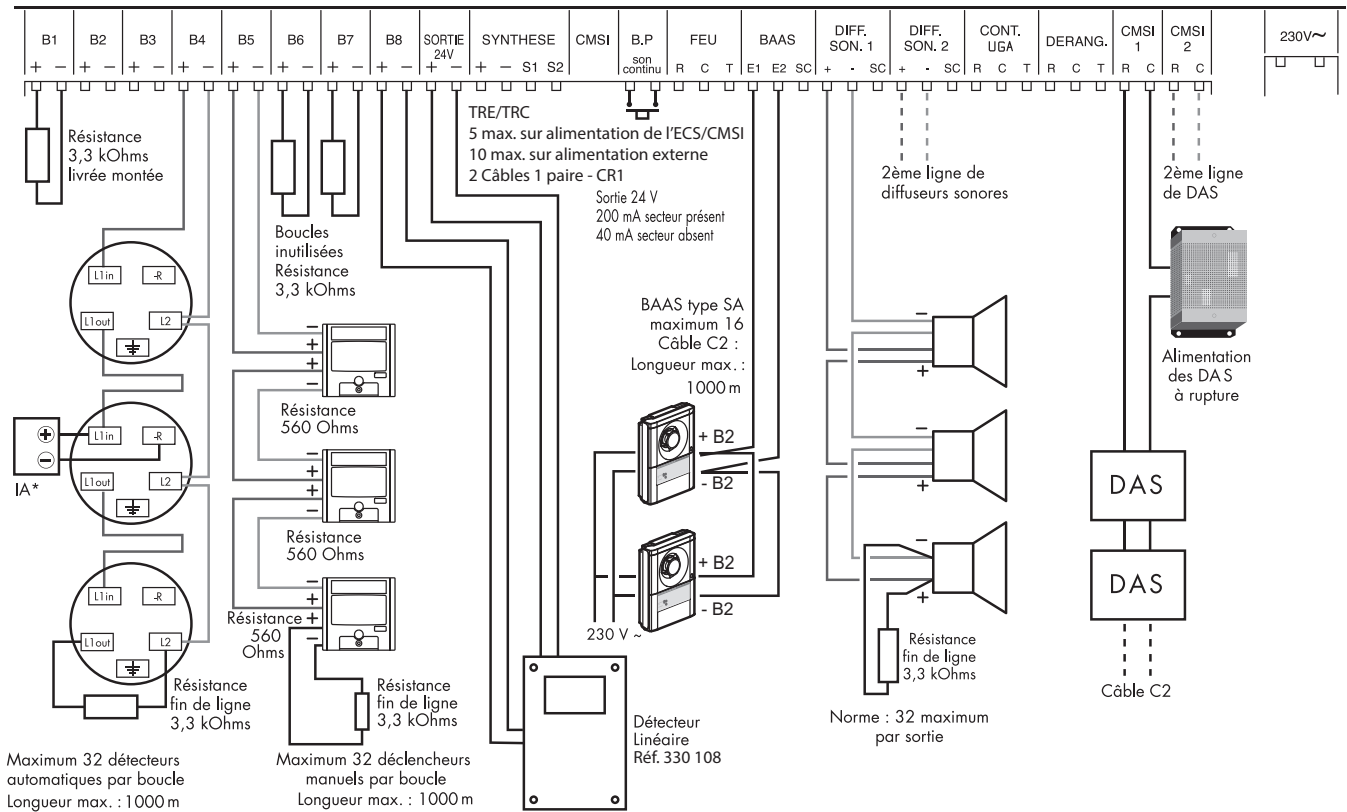 B1 B2 B3 B4 B5 B6 B7 B8 SORTIE 24V SYNTHESE CMSI B.P FEU BAAS DIFF. SON. 1 DIFF. SON. 2 CONT. UGA DERANG. CMSI 1 CMSI 2 230V~
+ – + – + – + – + – + – + – + – + – + – S1 S2 son continu R C T E1 E2 SC + - SC + - SC R C T R C T R C R C
Résistance
3,3 kOhms
livrée montée
TRE/TRC
5 max. sur alimentation de l'ECS/CMSI
10 max. sur alimentation externe
2 Câbles 1 paire - CR1
Sortie 24 V
200 mA secteur présent
40 mA secteur absent
2ème ligne de
diffuseurs sonores
2ème ligne
de DAS
Boucles
inutilisées
Résistance
3,3 kOhms
L1in -R
L1out L2
BAAS type SA
maximum 16
Câble C2 :
Longueur max. :
1000 m
–
+
+
–
Résistance
560 Ohms
–
+
Alimentation
des DAS
à rupture
+
–
IA*
L1in -R
L1out L2
–
+
+
–
Résistance
560 Ohms
+ B2
- B2
–
+
DAS
L1in -R
L1out L2
–
+
+
–
Résistance
560
Ohms
+ B2
- B2
230 V ~
–
+
DAS
Résistance
fin de ligne
3,3 kOhms
Résistance
fin de ligne
3,3 kOhms
Résistance
fin de ligne
3,3 kOhms
Câble C2
Détecteur
Linéaire
Réf. 330 108
Norme : 32 maximum
par sortie
Maximum 32 détecteurs
automatiques par boucle
Longueur max. : 1000 m
Maximum 32 déclencheurs
manuels par boucle
Longueur max. : 1000 m